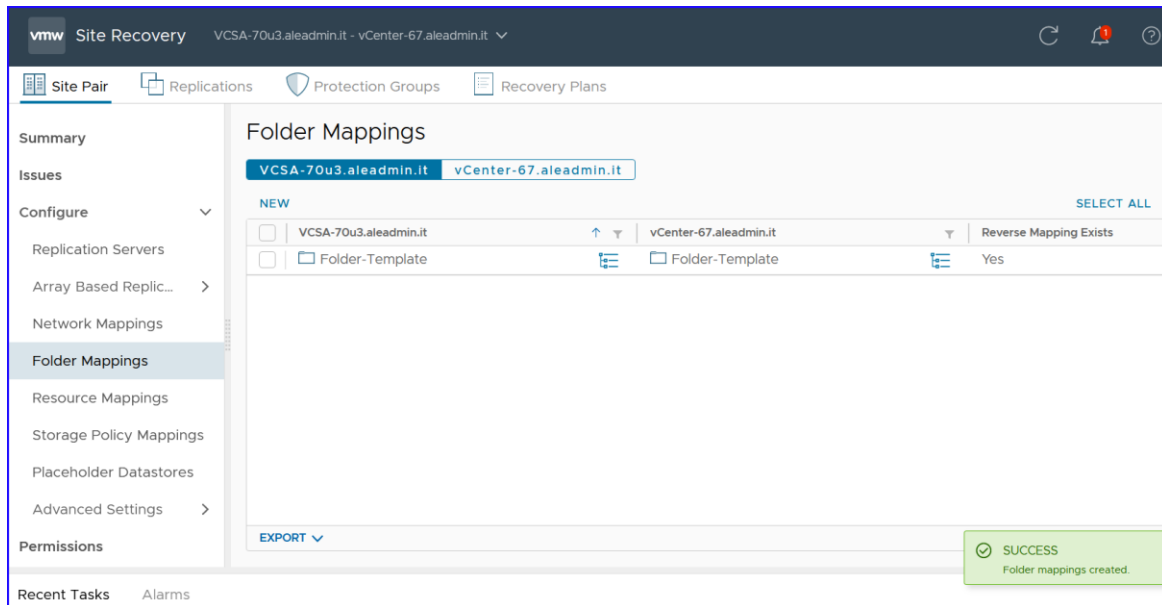 vmw Site Recovery VCSA-70u3.aleadmin.it - vCenter-67.aleadmin.it
1
Site Pair Replications Protection Groups Recovery Plans
Summary
Issues
Configure
Replication Servers
Array Based Replic...
Network Mappings
Folder Mappings
Resource Mappings
Storage Policy Mappings
Placeholder Datastores
Advanced Settings
Permissions
Folder Mappings
VCSA-70u3.aleadmin.it vCenter-67.aleadmin.it
NEW SELECT ALL
VCSA-70u3.aleadmin.it vCenter-67.aleadmin.it Reverse Mapping Exists
Folder-Template Folder-Template Yes
EXPORT
SUCCESS
Folder mappings created.
Recent Tasks Alarms